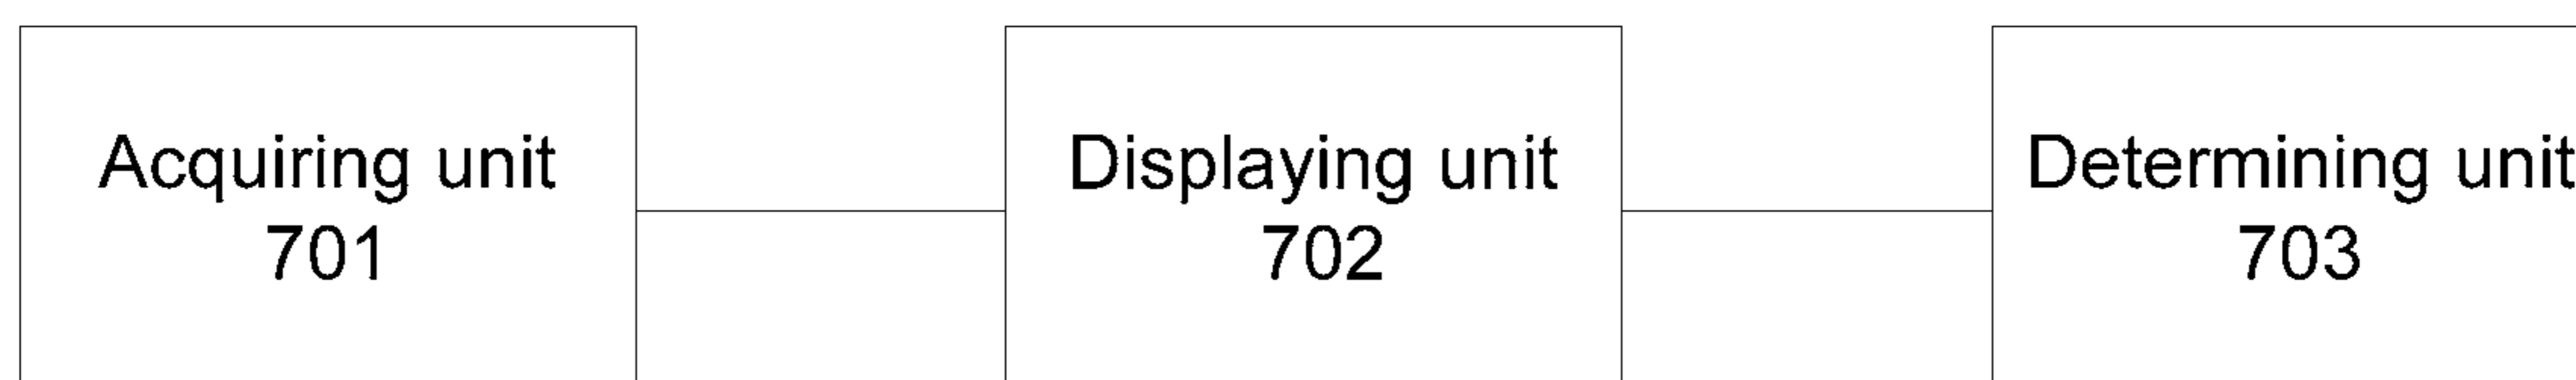 Acquiring unit
701
Displaying unit
702
Determining unit
703